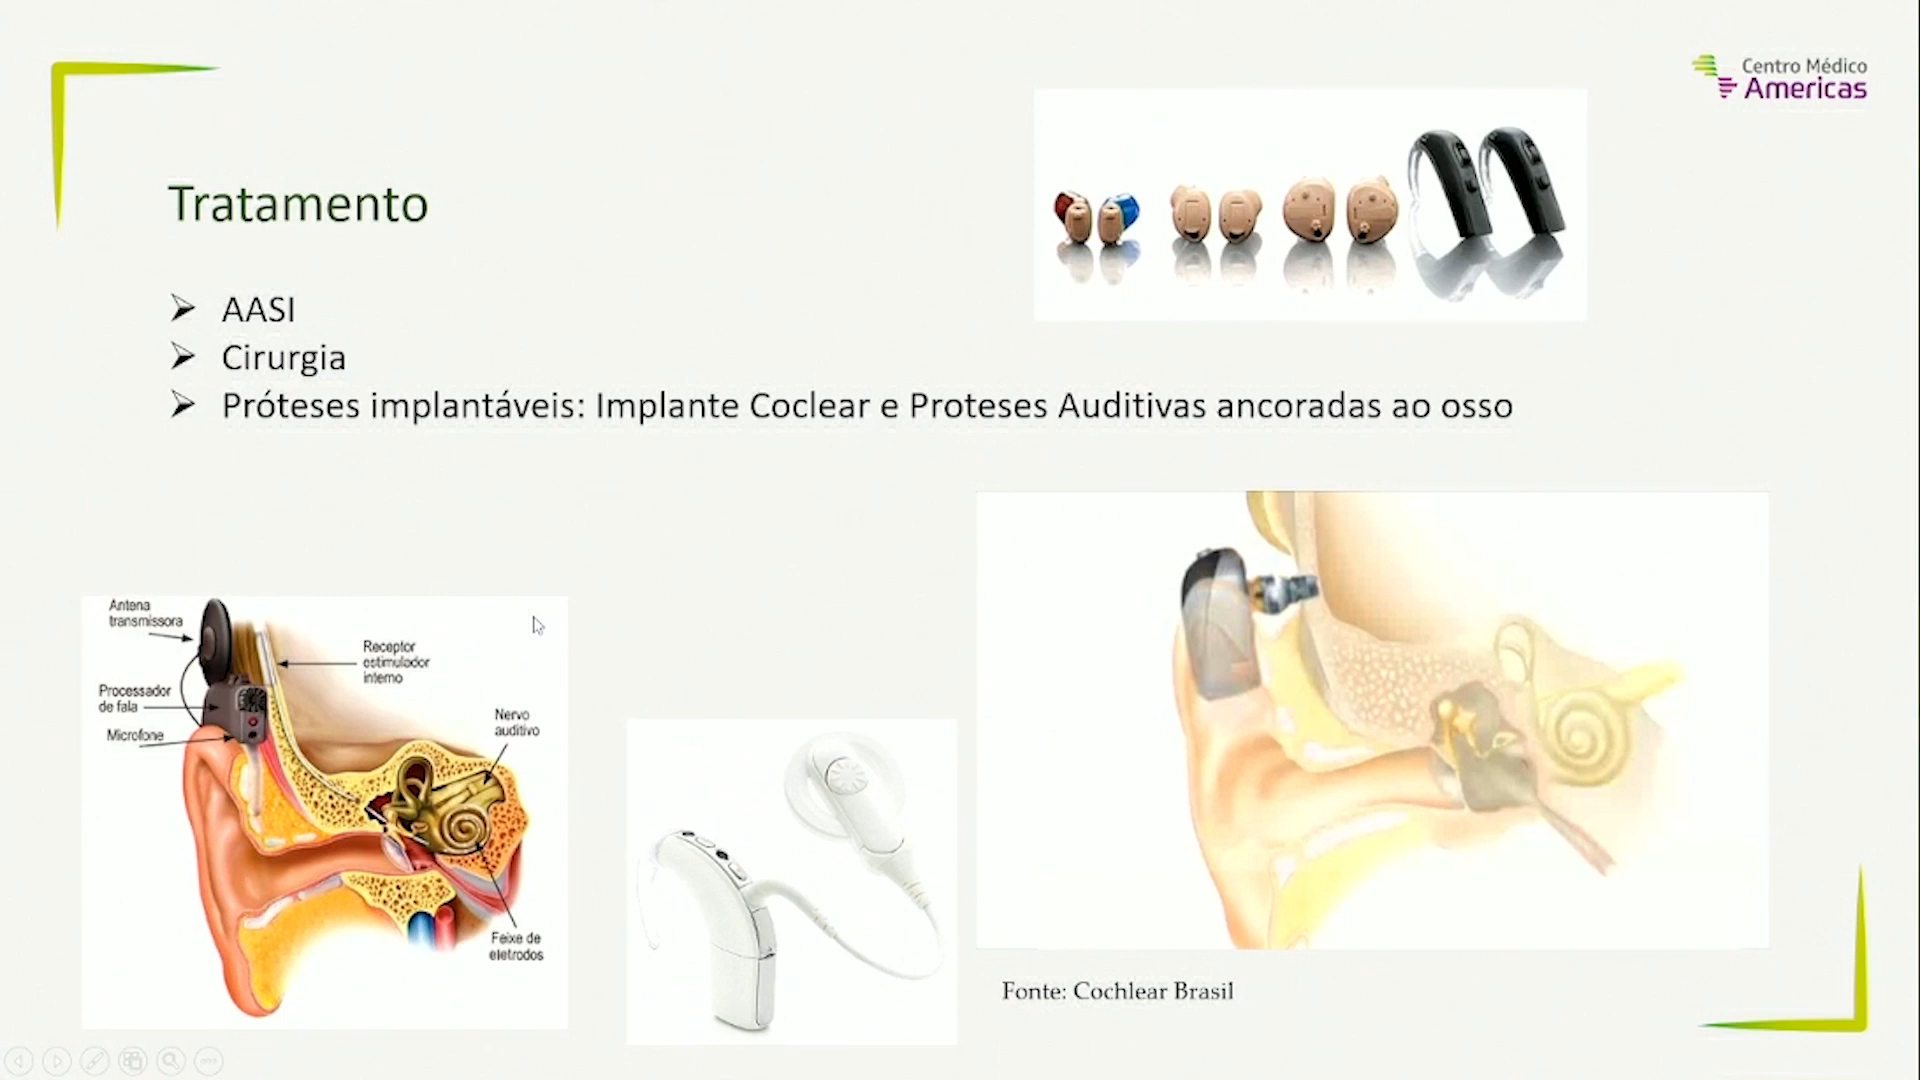 Centro Médico
Americas
Tratamento
AASI
Cirurgia
Próteses implantáveis: Implante Coclear e Proteses Auditivas ancoradas ao osso
Antena
transmissora
Receptor
estimulador
interno
Processador
de fala
Microfone
Nervo
auditivo
Feixe de
eletrodos
Fonte: Cochlear Brasil